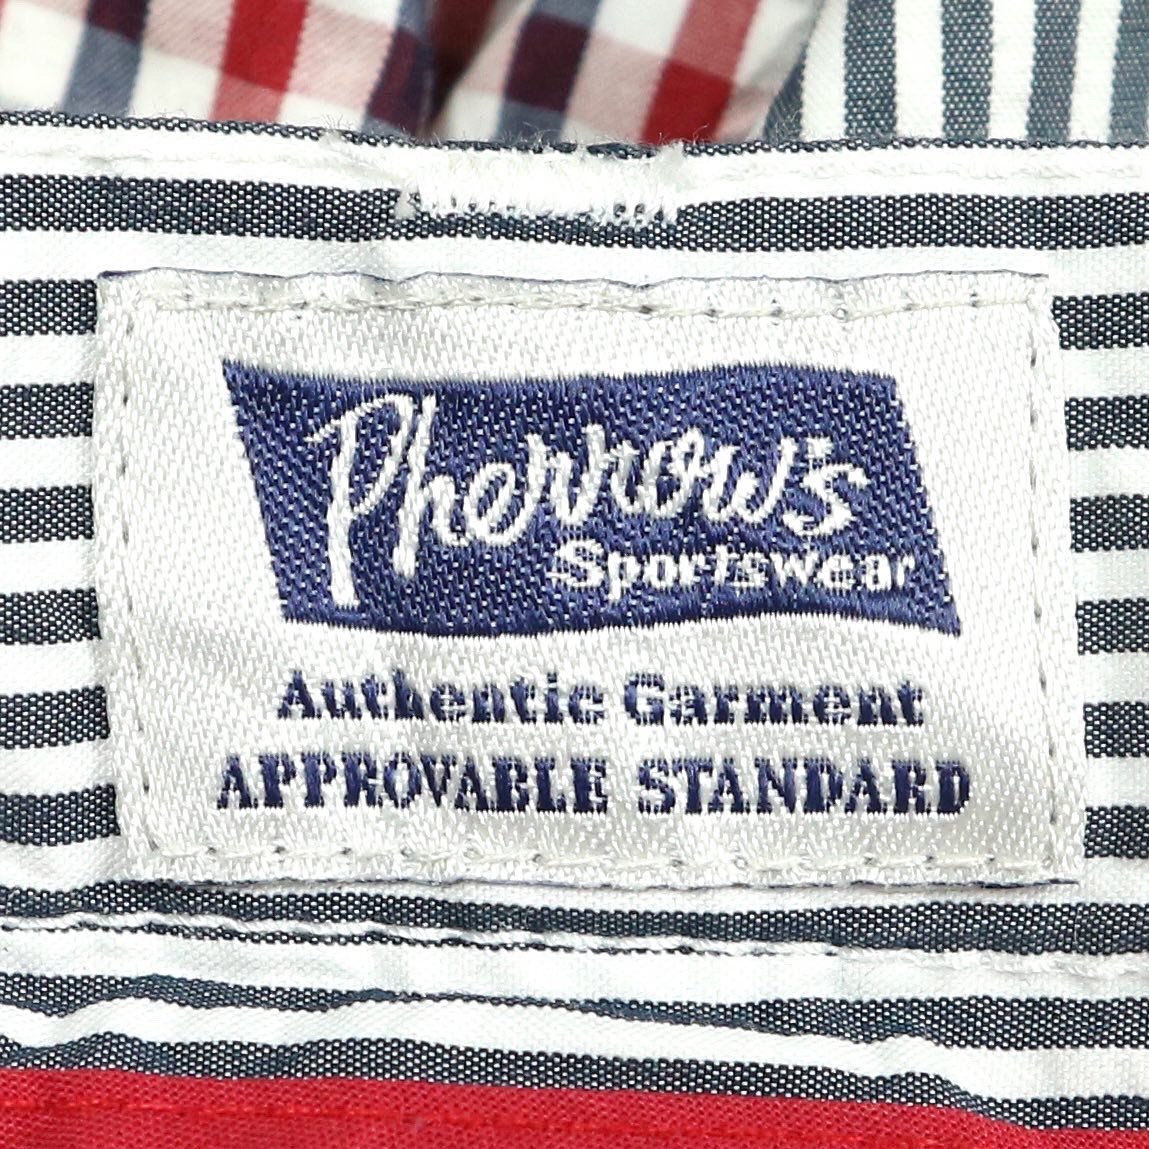 Pherrow's
Sportswear
Authentic Garment
APPROVABLE STANDARD